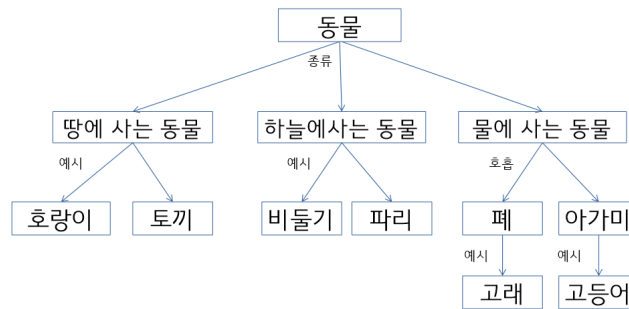 동물
종류
땅에 사는 동물
하늘에사는 동물
물에 사는 동물
예시
예시
호흡
호랑이
토끼
비둘기
파리
폐
아가미
예시
예시
고래
고등어